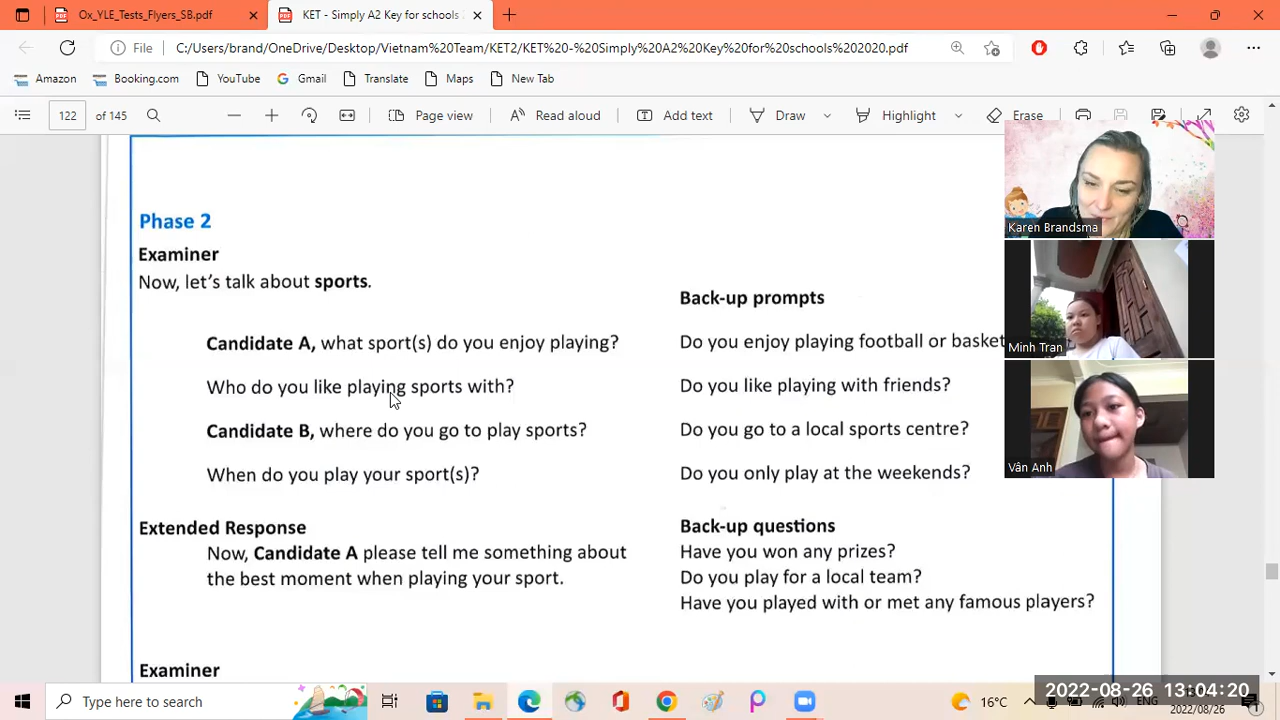 Ox_YLE_Tests_Flyers_SB.pdf
KET - Simply A2 Key for schools
File
C:/Users/brand/OneDrive/Desktop/Vietnam%20Team/KET2/KET%20-%20Simply%20A2%20Key%20for%20schools%202020.pdf
Amazon
Booking.com
YouTube
Gmail
Translate
Maps
New Tab
122 of 145
Page view
Read aloud
Add text
Draw
Highlight
Erase
Phase 2
Examiner
Now, let's talk about sports.
Candidate A, what sport(s) do you enjoy playing?
Who do you like playing sports with?
Candidate B, where do you go to play sports?
When do you play your sport(s)?
Extended Response
Now, Candidate A please tell me something about
the best moment when playing your sport.
Examiner
Back-up prompts
Do you enjoy playing football or basket
Do you like playing with friends?
Do you go to a local sports centre?
Do you only play at the weekends?
Back-up questions
Have you won any prizes?
Do you play for a local team?
Have you played with or met any famous players?
Karen Brandsma
Minh Tran
Vân Anh
Type here to search
16°C
ENG
2022-08-26 13:04:20
2022/08/26